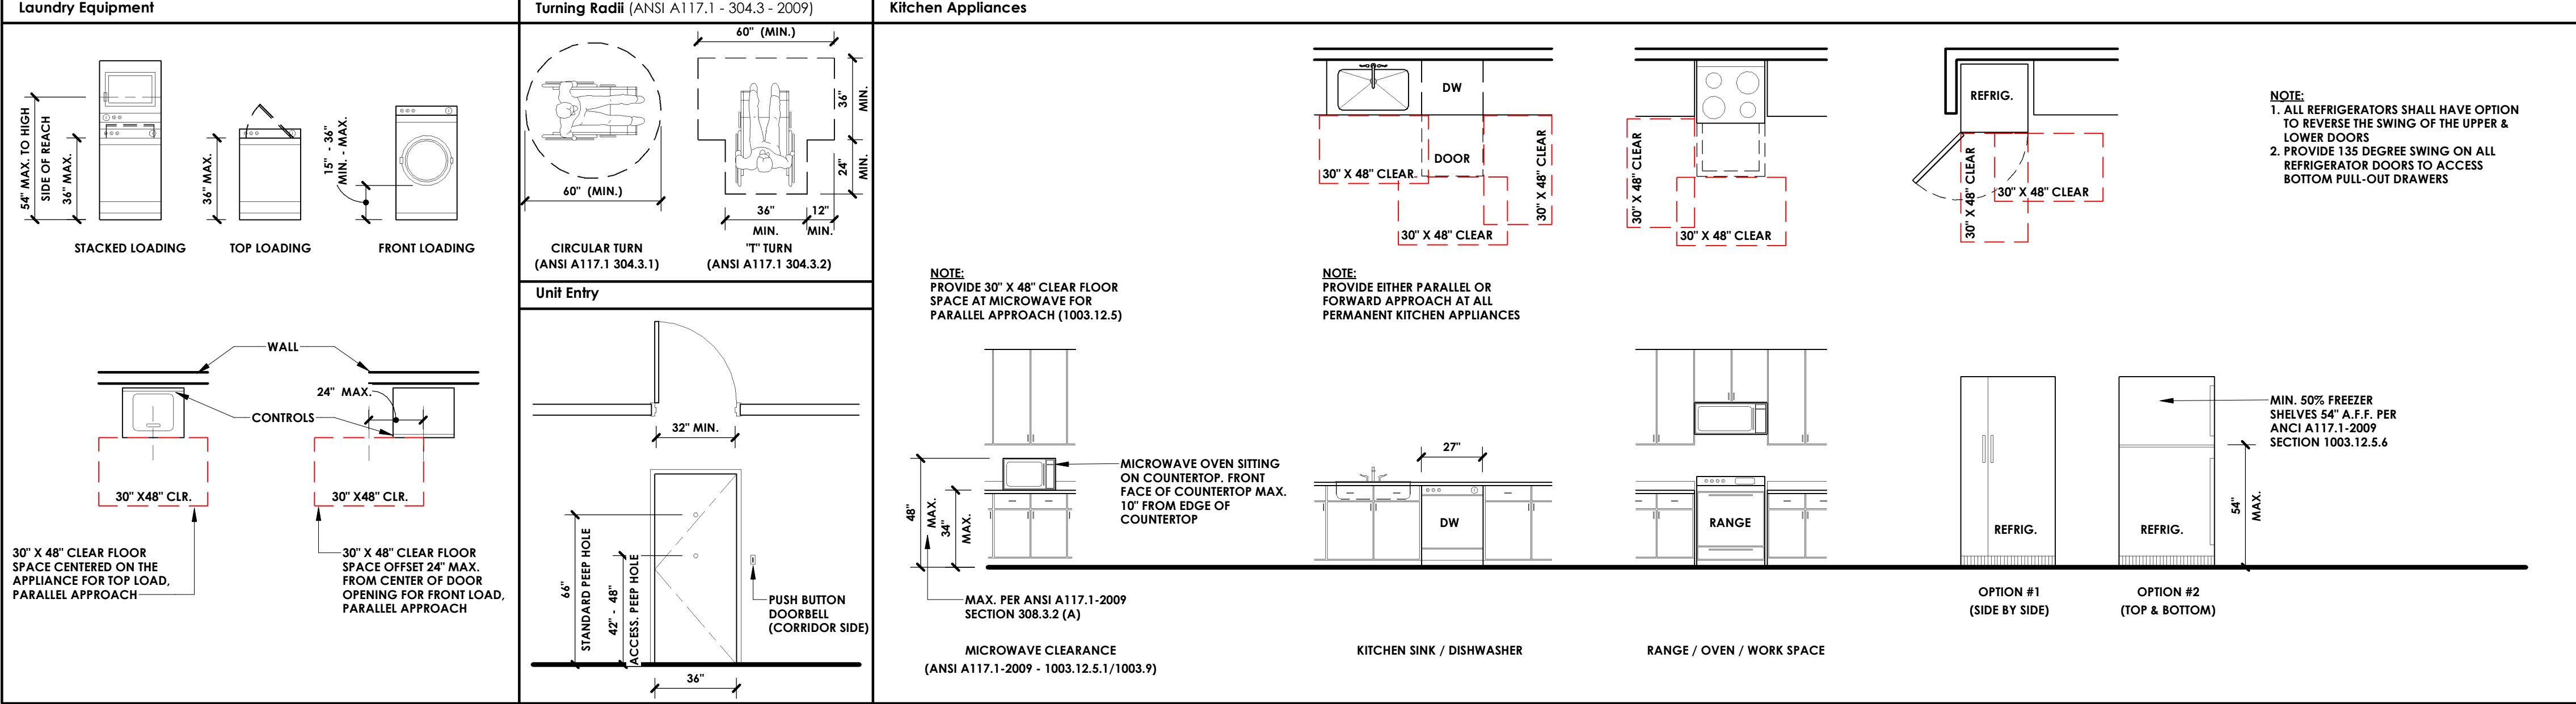 Laundry Equipment
54" MAX. TO HIGH
SIDE OF REACH
36" MAX.
36" MAX.
15" - 36"
MIN. - MAX.
STACKED LOADING
TOP LOADING
FRONT LOADING
WALL
24" MAX.
CONTROLS
30" X48" CLR.
30" X48" CLR.
30" X 48" CLEAR FLOOR
SPACE CENTERED ON THE
APPLIANCE FOR TOP LOAD,
PARALLEL APPROACH
30" X 48" CLEAR FLOOR
SPACE OFFSET 24" MAX.
FROM CENTER OF DOOR
OPENING FOR FRONT LOAD,
PARALLEL APPROACH
Turning Radii (ANSI A117.1 - 304.3 - 2009)
60" (MIN.)
CIRCULAR TURN
(ANSI A117.1 304.3.1)
60" (MIN.)
36"
MIN.
24"
MIN.
36"
MIN.
12"
MIN.
"T" TURN
(ANSI A117.1 304.3.2)
Unit Entry
32" MIN.
66"
STANDARD PEEP HOLE
42" - 48"
ACCESS. PEEP HOLE
PUSH BUTTON
DOORBELL
(CORRIDOR SIDE)
36"
Kitchen Appliances
NOTE:
PROVIDE 30" X 48" CLEAR FLOOR
SPACE AT MICROWAVE FOR
PARALLEL APPROACH (1003.12.5)
48"
MAX.
34"
MAX.
MICROWAVE OVEN SITTING
ON COUNTERTOP. FRONT
FACE OF COUNTERTOP MAX.
10" FROM EDGE OF
COUNTERTOP
MAX. PER ANSI A117.1-2009
SECTION 308.3.2 (A)
MICROWAVE CLEARANCE
(ANSI A117.1-2009 - 1003.12.5.1/1003.9)
DW
DOOR
30" X 48" CLEAR
30" X 48" CLEAR
30" X 48" CLEAR
NOTE:
PROVIDE EITHER PARALLEL OR
FORWARD APPROACH AT ALL
PERMANENT KITCHEN APPLIANCES
27"
DW
KITCHEN SINK / DISHWASHER
30" X 48" CLEAR
30" X 48" CLEAR
RANGE
RANGE / OVEN / WORK SPACE
REFRIG.
30" X 48" CLEAR
30" X 48" CLEAR
NOTE:
1. ALL REFRIGERATORS SHALL HAVE OPTION
TO REVERSE THE SWING OF THE UPPER &
LOWER DOORS
2. PROVIDE 135 DEGREE SWING ON ALL
REFRIGERATOR DOORS TO ACCESS
BOTTOM PULL-OUT DRAWERS
REFRIG.
OPTION #1
(SIDE BY SIDE)
REFRIG.
OPTION #2
(TOP & BOTTOM)
54"
MAX.
MIN. 50% FREEZER
SHELVES 54" A.F.F. PER
ANCI A117.1-2009
SECTION 1003.12.5.6